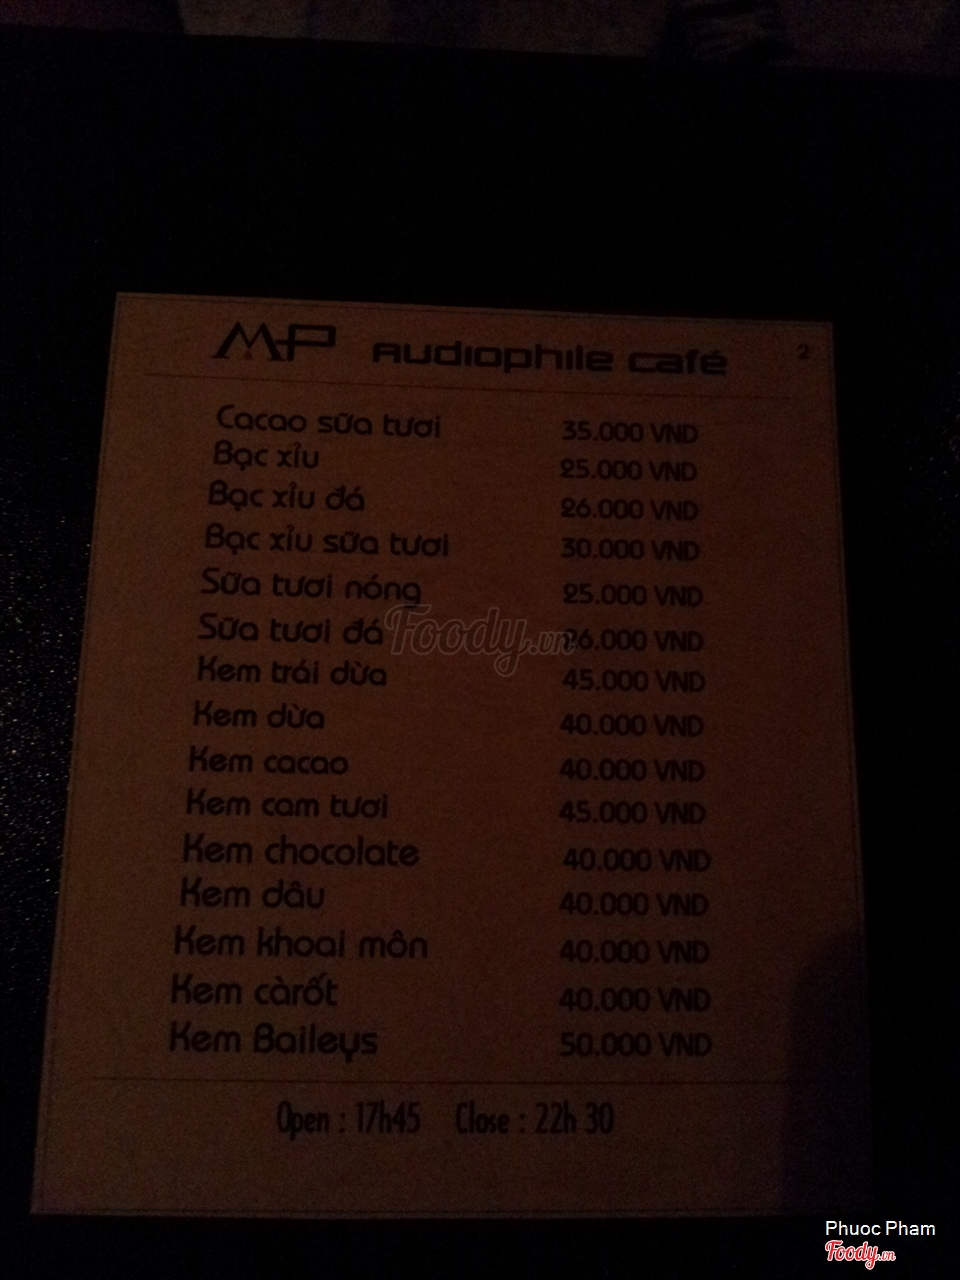 MP Audiophile café 2
Cacao sữa tươi 35.000 VND
Bạc xỉu 25.000 VND
Bạc xỉu đá 26.000 VND
Bạc xỉu sữa tươi 30.000 VND
Sữa tươi nóng 25.000 VND
Sữa tươi đá 26.000 VND
Foody.vn
Kem trái dừa 45.000 VND
Kem dừa 40.000 VND
Kem cacao 40.000 VND
Kem cam tươi 45.000 VND
Kem chocolate 40.000 VND
Kem dâu 40.000 VND
Kem khoai môn 40.000 VND
Kem càrốt 40.000 VND
Kem Baileys 50.000 VND
Open : 17h45 Close : 22h 30
Phuoc Pham
Foody.vn